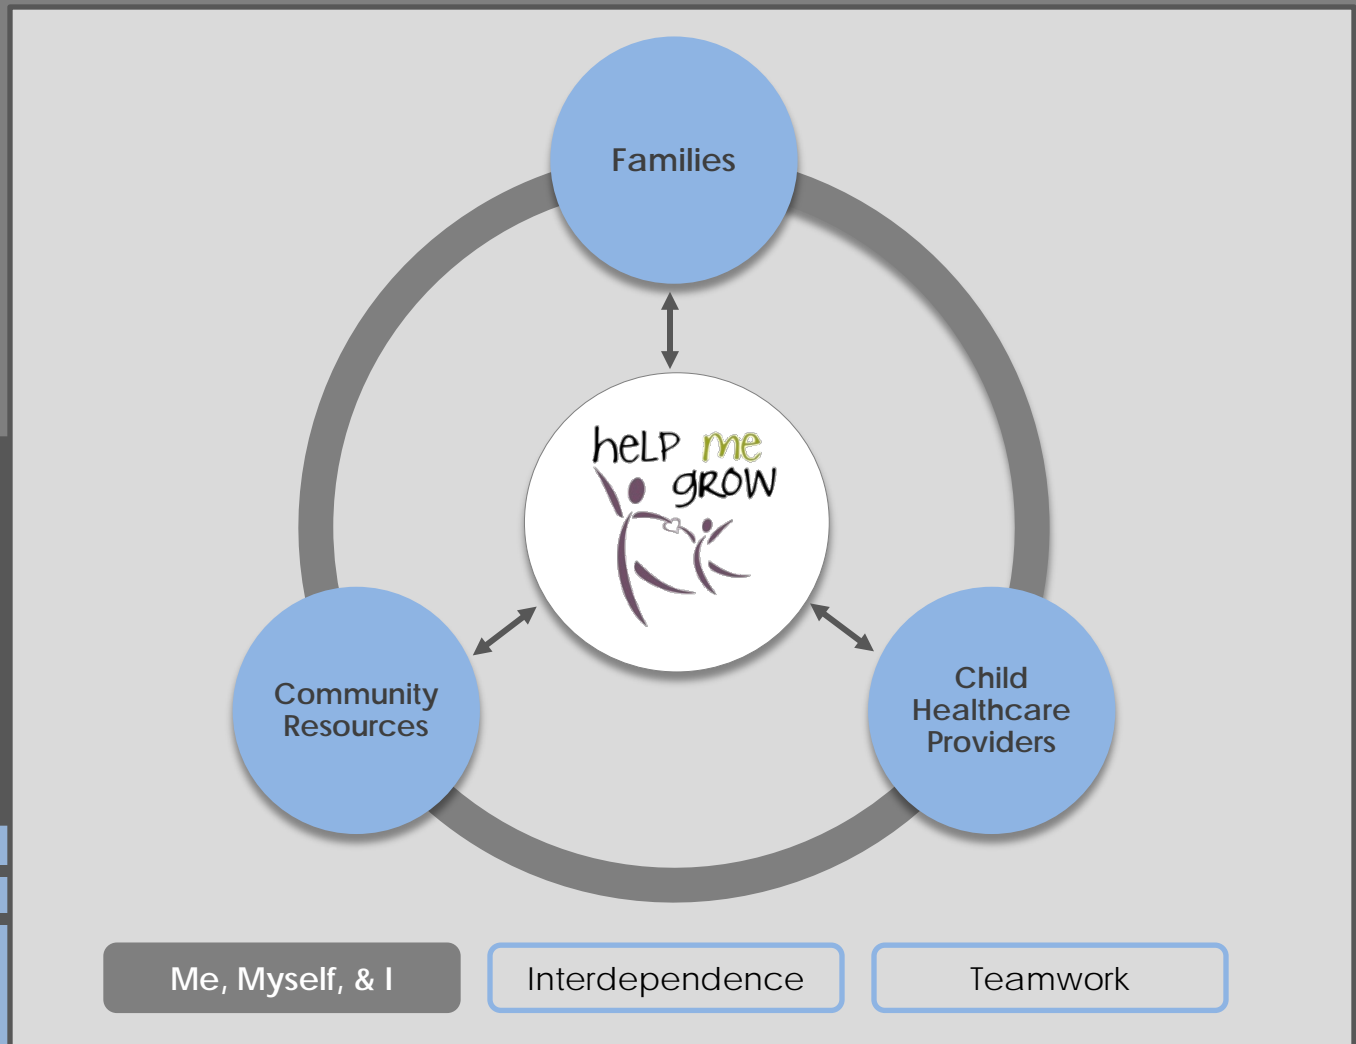 Families
heLP me
gROW
Community
Resources
Child
Healthcare
Providers
Me, Myself, & I
Interdependence
Teamwork